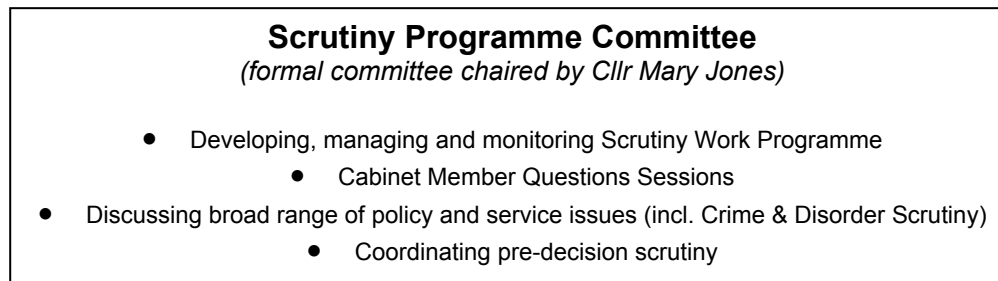 Scrutiny Programme Committee
(formal committee chaired by Cllr Mary Jones)
● Developing, managing and monitoring Scrutiny Work Programme
● Cabinet Member Questions Sessions
● Discussing broad range of policy and service issues (incl. Crime & Disorder Scrutiny)
● Coordinating pre-decision scrutiny